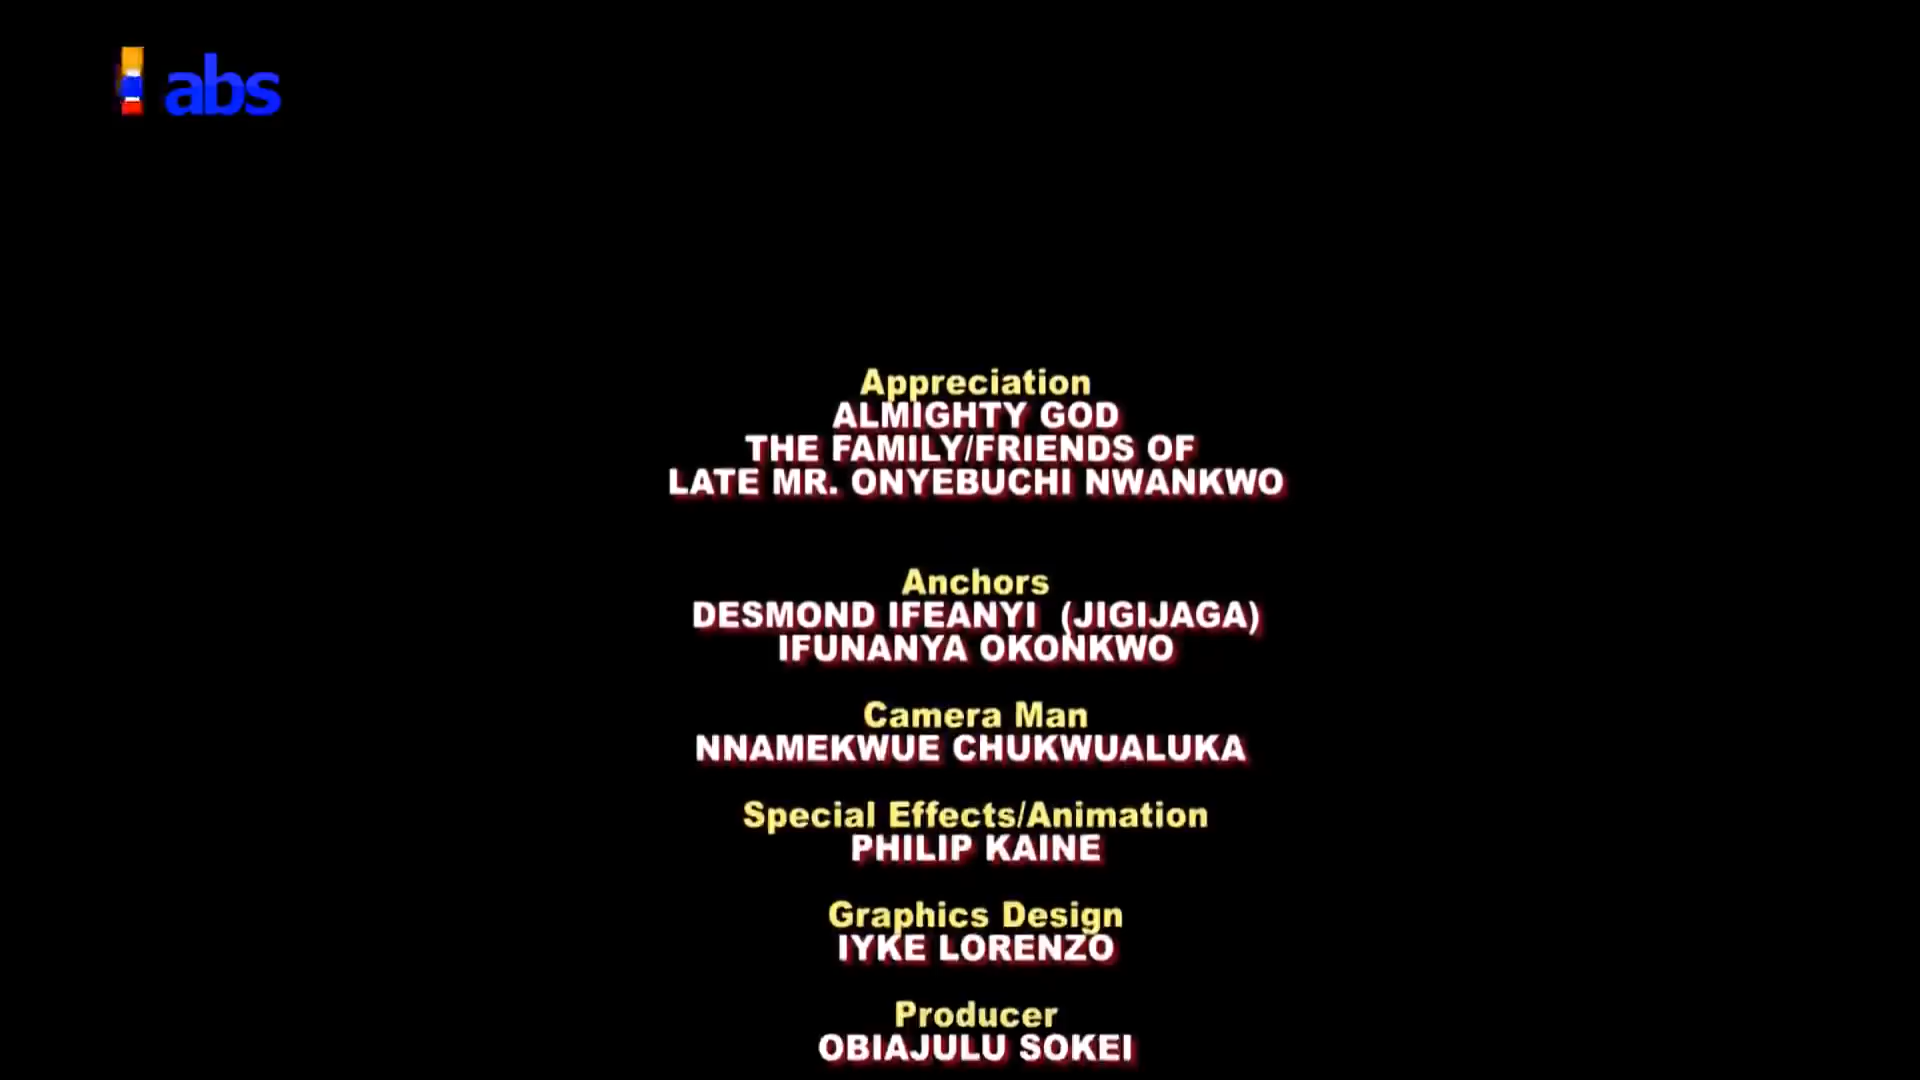 abs
Appreciation
ALMIGHTY GOD
THE FAMILY/FRIENDS OF
LATE MR. ONYEBUCHI NWANKWO
Anchors
DESMOND IFEANYI (JIGIJAGA)
IFUNANYA OKONKWO
Camera Man
NNAMEKWUE CHUKWUALUKA
Special Effects/Animation
PHILIP KAINE
Graphics Design
IYKE LORENZO
Producer
OBIAJULU SOKEI